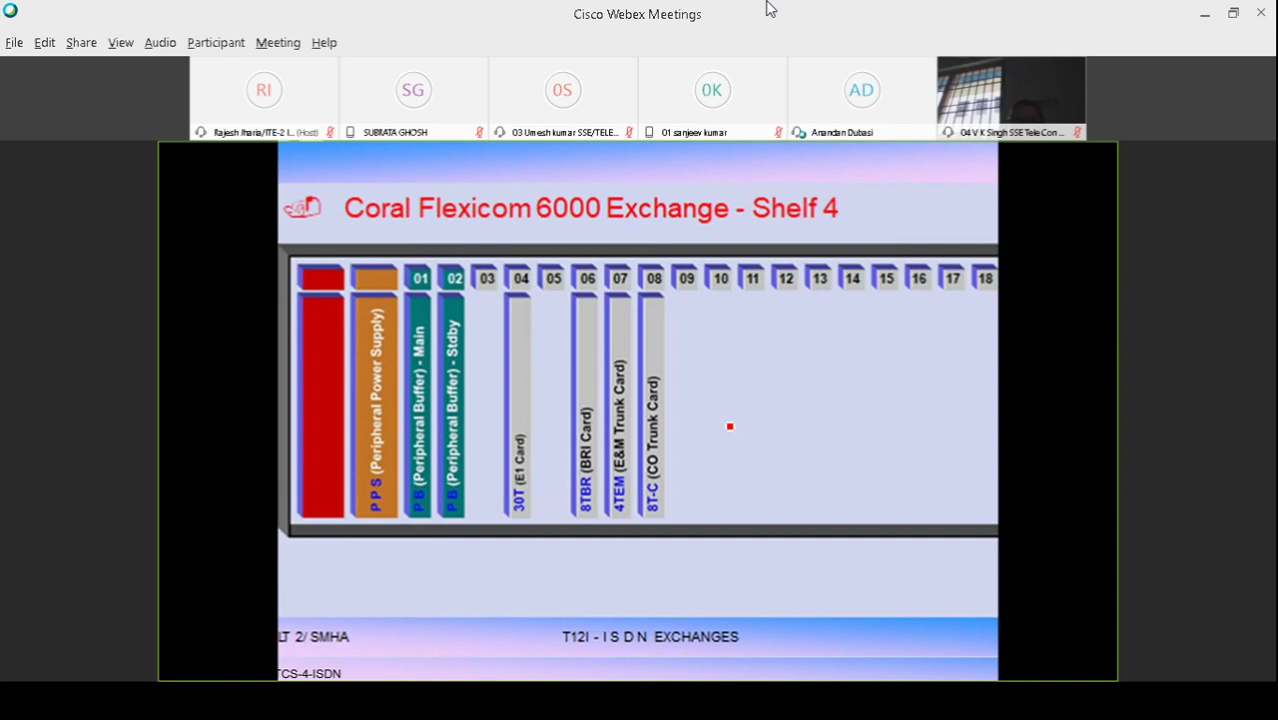 Cisco Webex Meetings
File Edit Share View Audio Participant Meeting Help
RI SG 0S 0K AD
Rajesh Jharia/ITE-2 I... (Host) SUBRATA GHOSH 03 Umesh kumar SSE/TELE... 01 sanjeev kumar Anandan Dubasi 04 V K Singh SSE Tele Con ...
Coral Flexicom 6000 Exchange - Shelf 4
01 02 03 04 05 06 07 08 09 10 11 12 13 14 15 16 17 18
P P S (Peripheral Power Supply)
P B (Peripheral Buffer) - Main
P B (Peripheral Buffer) - Stdby
30T (E1 Card)
8TBR (BRI Card)
4TEM (E&M Trunk Card)
8T-C (CO Trunk Card)
LT 2/ SMHA T12I - I S D N EXCHANGES
TCS-4-ISDN